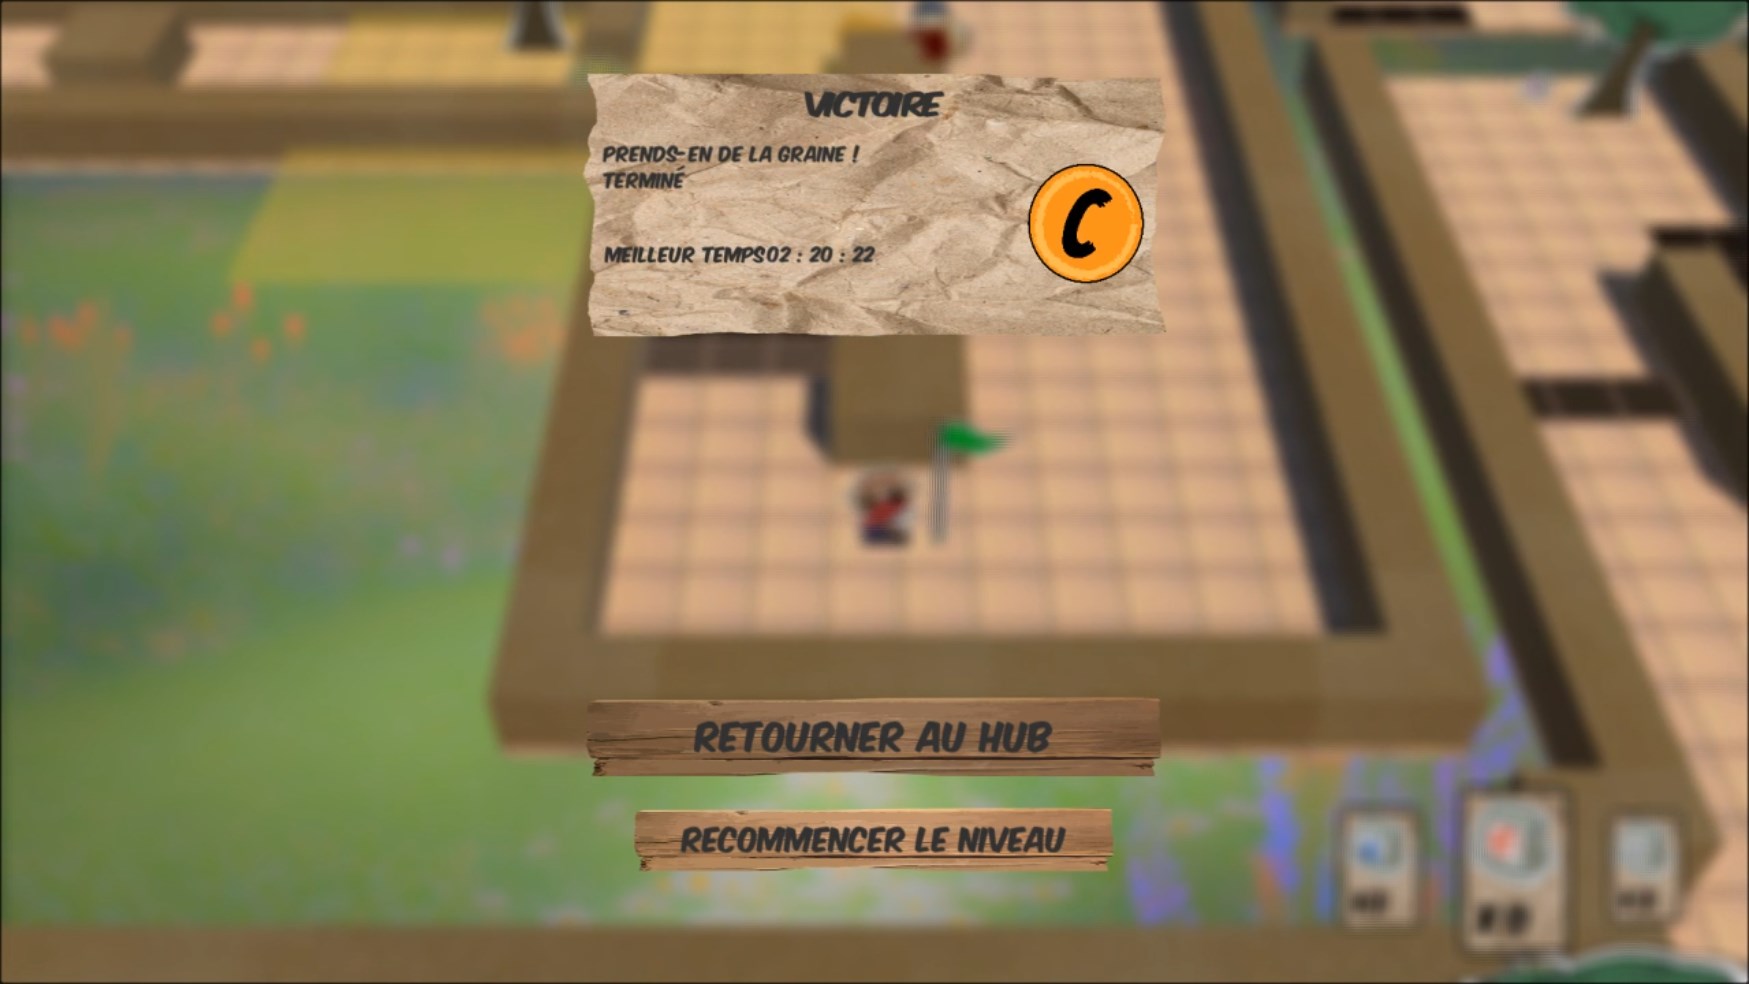 VICTOIRE
PRENDS-EN DE LA GRAINE !
TERMINÉ
C
MEILLEUR TEMPS02 : 20 : 22
RETOURNER AU HUB
RECOMMENCER LE NIVEAU